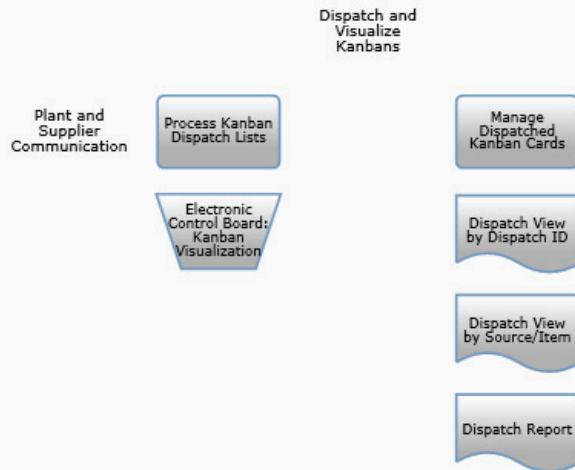 Dispatch and
Visualize
Kanbans
Plant and
Supplier
Communication
Process Kanban
Dispatch Lists
Manage
Dispatched
Kanban Cards
Electronic
Control Board:
Kanban
Visualization
Dispatch View
by Dispatch ID
Dispatch View
by Source/Item
Dispatch Report